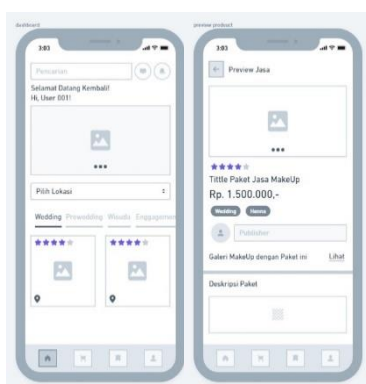 dashboard
3:03
Pencarian
Selamat Datang Kembali!
Hi, User 001!
Pilih Lokasi
Wedding Prewedding Wisuda Enggagemen
preview product
3:03
Preview Jasa
Tittle Paket Jasa MakeUp
Rp. 1.500.000,-
Wedding Henna
Publisher
Galeri MakeUp dengan Paket ini Lihat
Deskripsi Paket